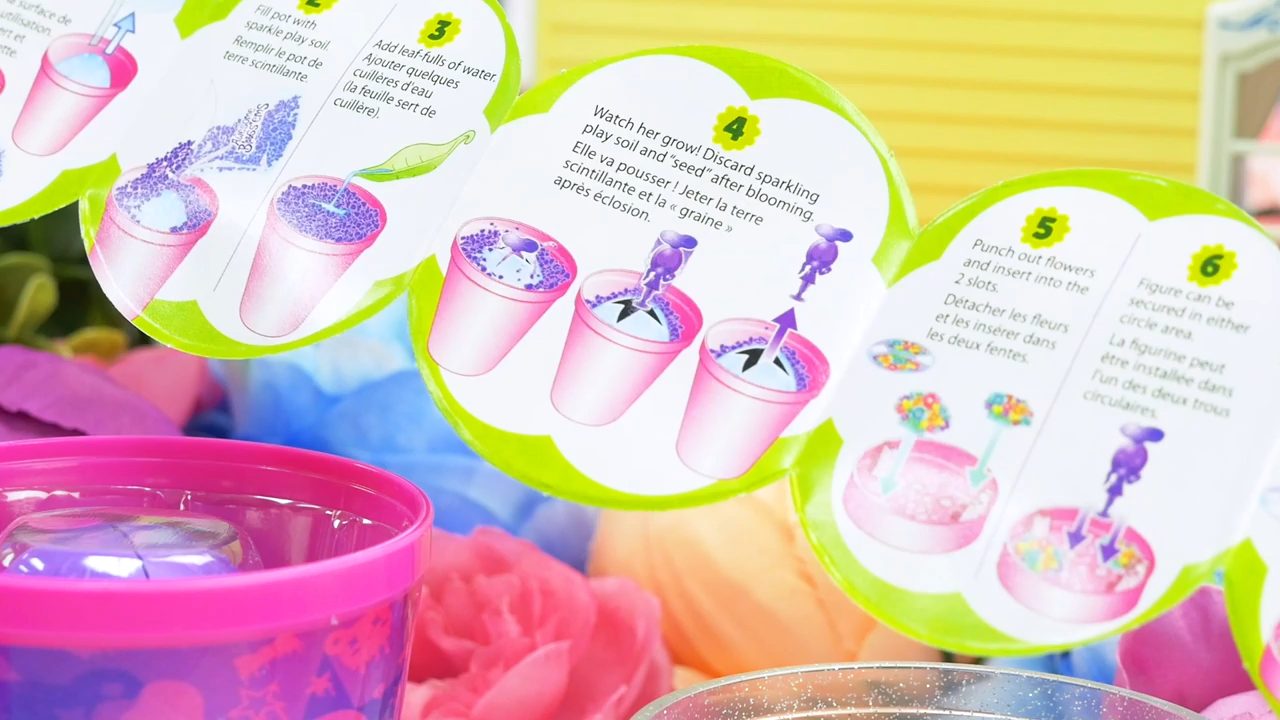 la surface de
utilisation.
2
Fill pot with
sparkle play soil.
Remplir le pot de
terre scintillante.
3
Add leaf-fulls of water.
Ajouter quelques
cuillères d'eau
(la feuille sert de
cuillère).
4
Watch her grow! Discard sparkling
play soil and "seed" after blooming.
Elle va pousser ! Jeter la terre
scintillante et la « graine »
après éclosion.
5
Punch out flowers
and insert into the
2 slots.
Détacher les fleurs
et les insérer dans
les deux fentes.
6
Figure can be
secured in either
circle area.
La figurine peut
être installée dans
l'un des deux trous
circulaires.